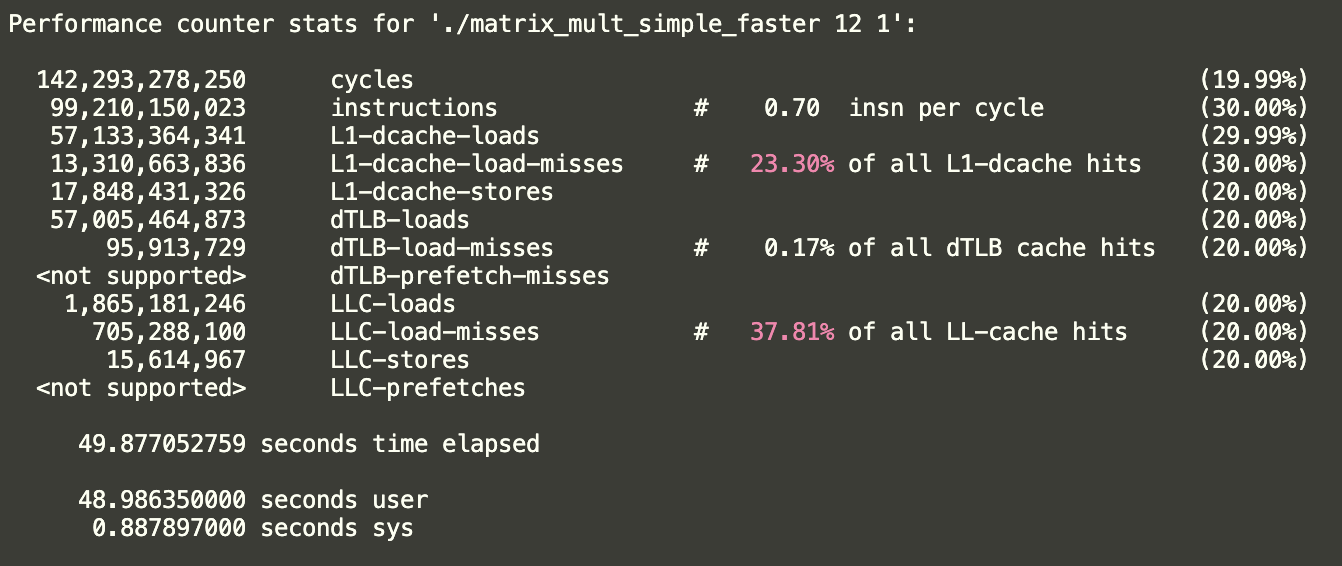 Performance counter stats for './matrix_mult_simple_faster 12 1':
142,293,278,250 cycles (19.99%)
99,210,150,023 instructions # 0.70 insn per cycle (30.00%)
57,133,364,341 L1-dcache-loads (29.99%)
13,310,663,836 L1-dcache-load-misses # 23.30% of all L1-dcache hits (30.00%)
17,848,431,326 L1-dcache-stores (20.00%)
57,005,464,873 dTLB-loads (20.00%)
95,913,729 dTLB-load-misses # 0.17% of all dTLB cache hits (20.00%)
<not supported> dTLB-prefetch-misses
1,865,181,246 LLC-loads (20.00%)
705,288,100 LLC-load-misses # 37.81% of all LL-cache hits (20.00%)
15,614,967 LLC-stores (20.00%)
<not supported> LLC-prefetches
49.877052759 seconds time elapsed
48.986350000 seconds user
0.887897000 seconds sys